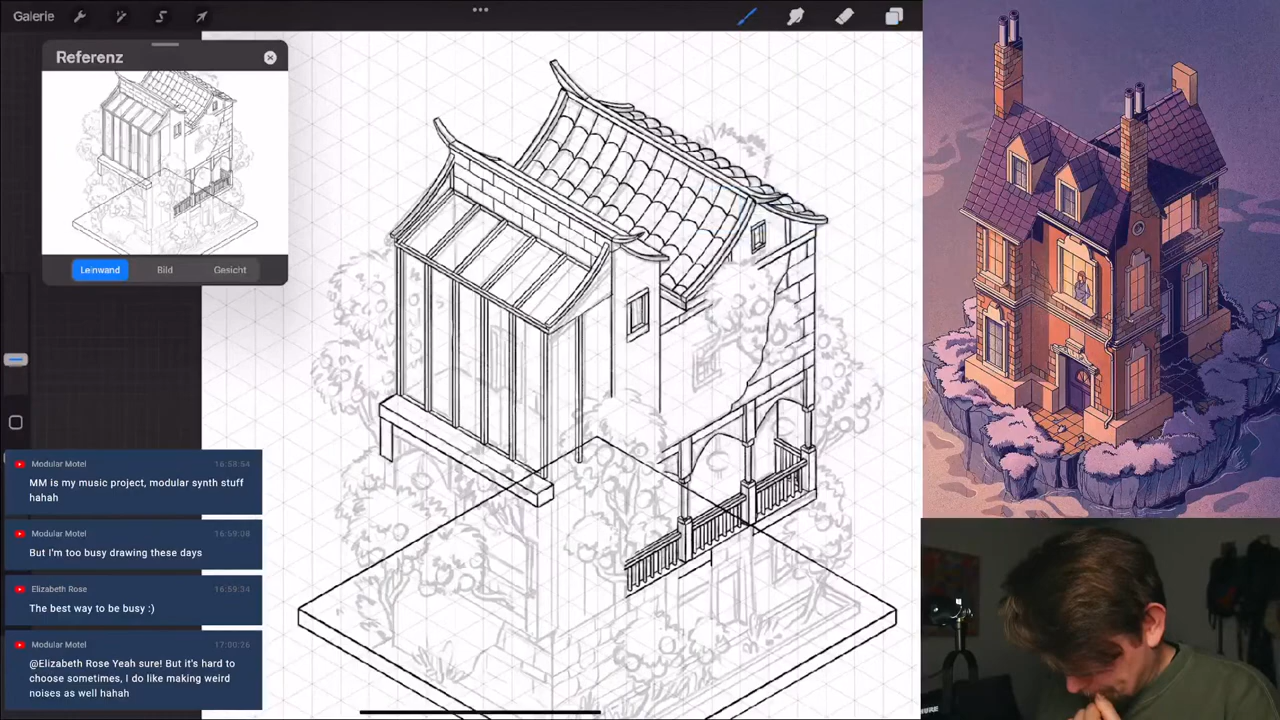 Galerie
Referenz
Leinwand
Bild
Gesicht
Modular Motel 16:58:54
MM is my music project, modular synth stuff
hahah
Modular Motel 16:59:08
But I'm too busy drawing these days
Elizabeth Rose 16:59:34
The best way to be busy :)
Modular Motel 17:00:26
@Elizabeth Rose Yeah sure! But it's hard to
choose sometimes, I do like making weird
noises as well hahah